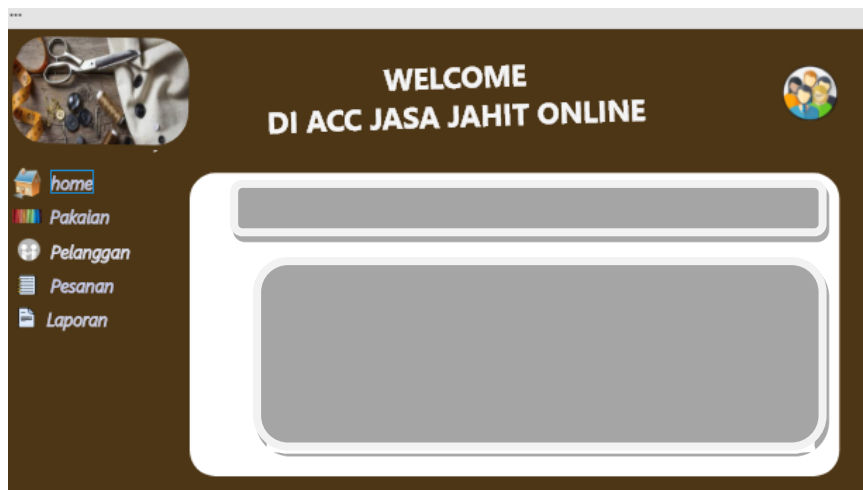 WELCOME
DI ACC JASA JAHIT ONLINE
home
Pakaian
Pelanggan
Pesanan
Laporan